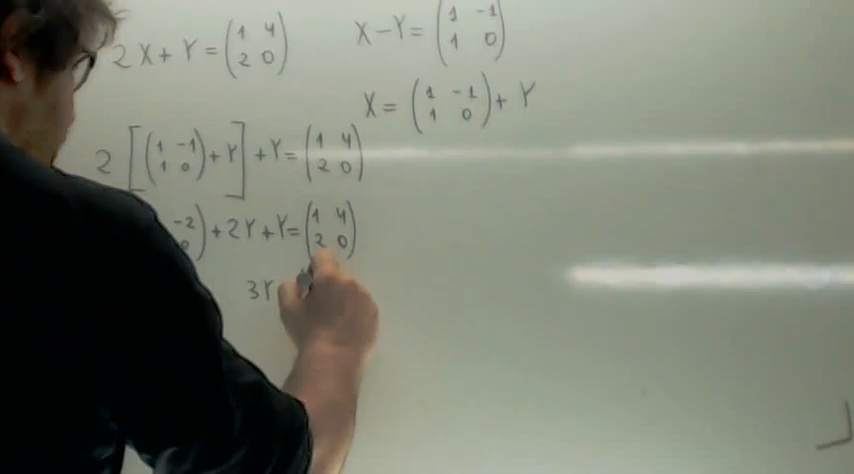 2X + Y = (1 4
2 0)
X - Y = (1 -1
1 0)
X = (1 -1
1 0) + Y
2 [(1 -1
1 0) + Y] + Y = (1 4
2 0)
-2
0) + 2Y + Y = (1 4
2 0)
3Y